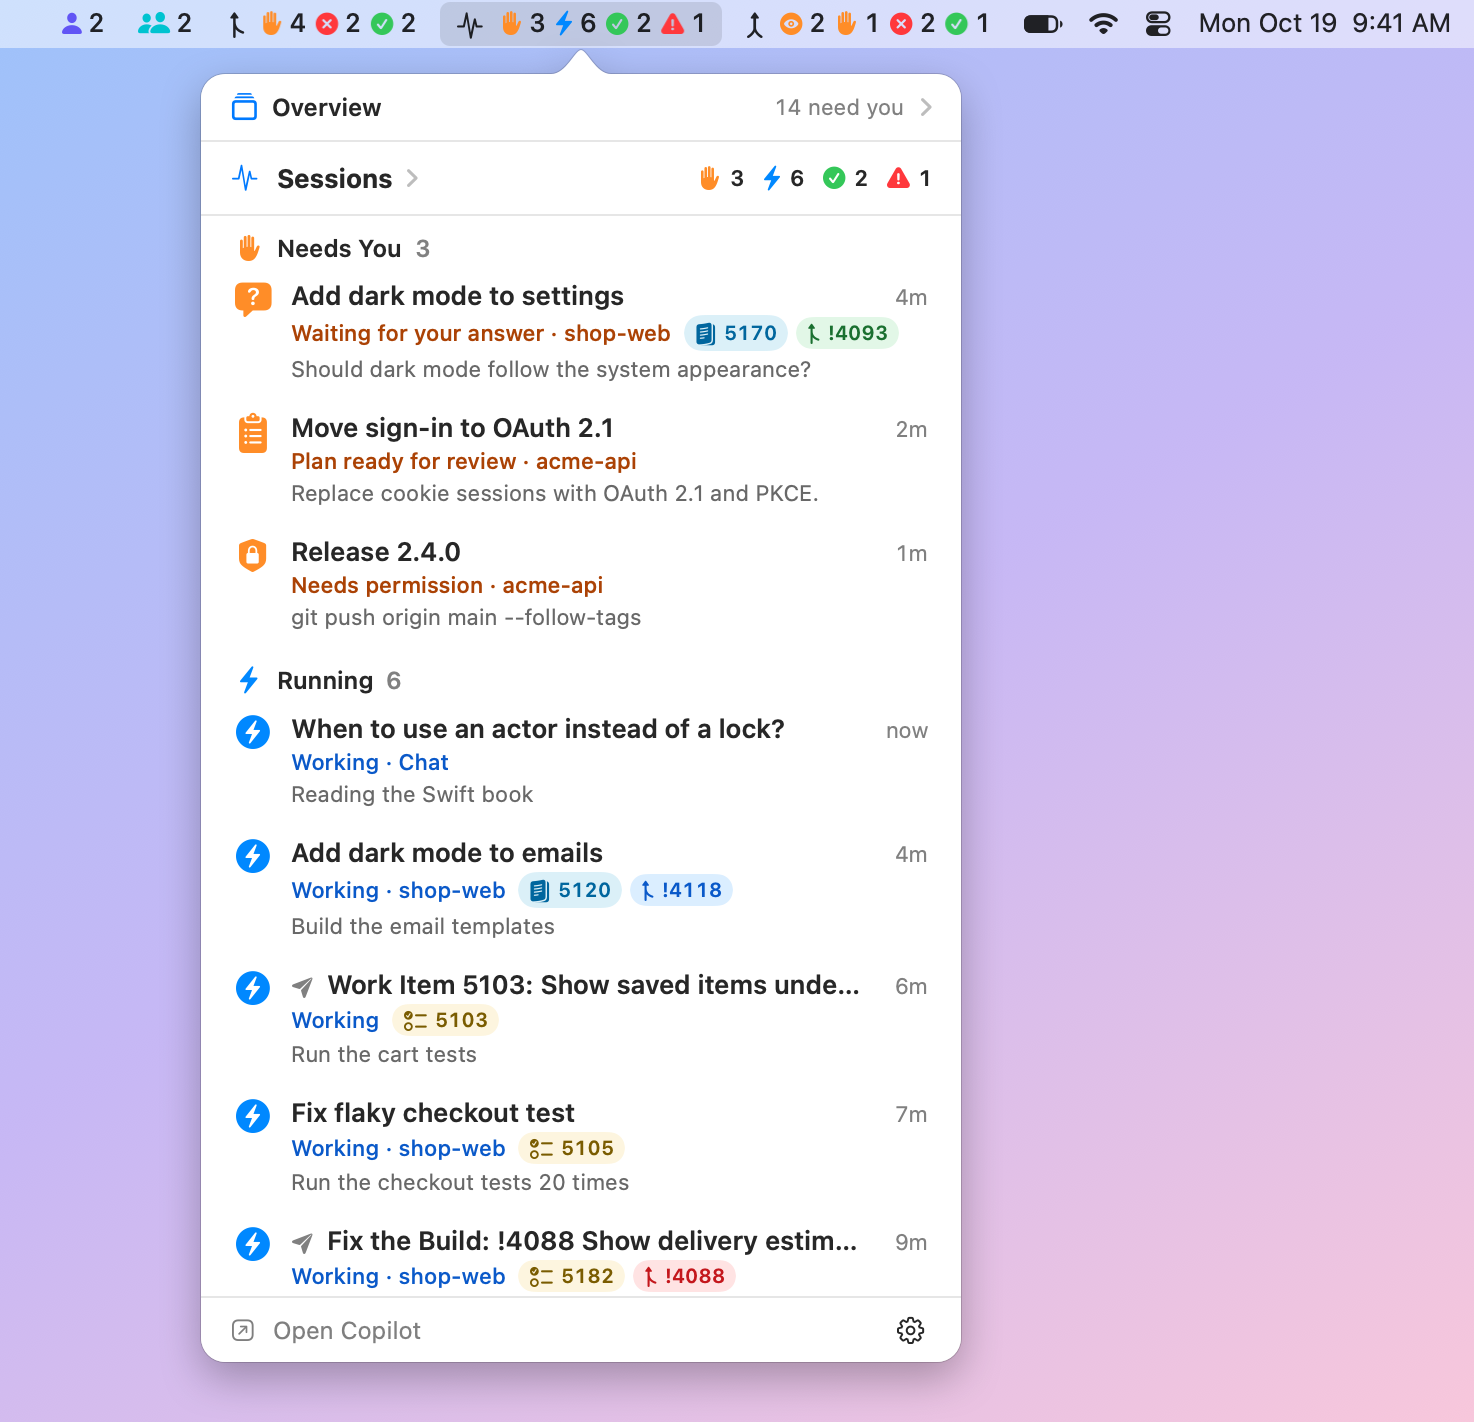 2 2 4 2 2 3 6 2 1 2 1 2 1 Mon Oct 19 9:41 AM
Overview 14 need you
Sessions 3 6 2 1
Needs You 3
Add dark mode to settings 4m
Waiting for your answer · shop-web 5170 !4093
Should dark mode follow the system appearance?
Move sign-in to OAuth 2.1 2m
Plan ready for review · acme-api
Replace cookie sessions with OAuth 2.1 and PKCE.
Release 2.4.0 1m
Needs permission · acme-api
git push origin main --follow-tags
Running 6
When to use an actor instead of a lock? now
Working · Chat
Reading the Swift book
Add dark mode to emails 4m
Working · shop-web 5120 !4118
Build the email templates
Work Item 5103: Show saved items unde... 6m
Working 5103
Run the cart tests
Fix flaky checkout test 7m
Working · shop-web 5105
Run the checkout tests 20 times
Fix the Build: !4088 Show delivery estim... 9m
Working · shop-web 5182 !4088
Open Copilot